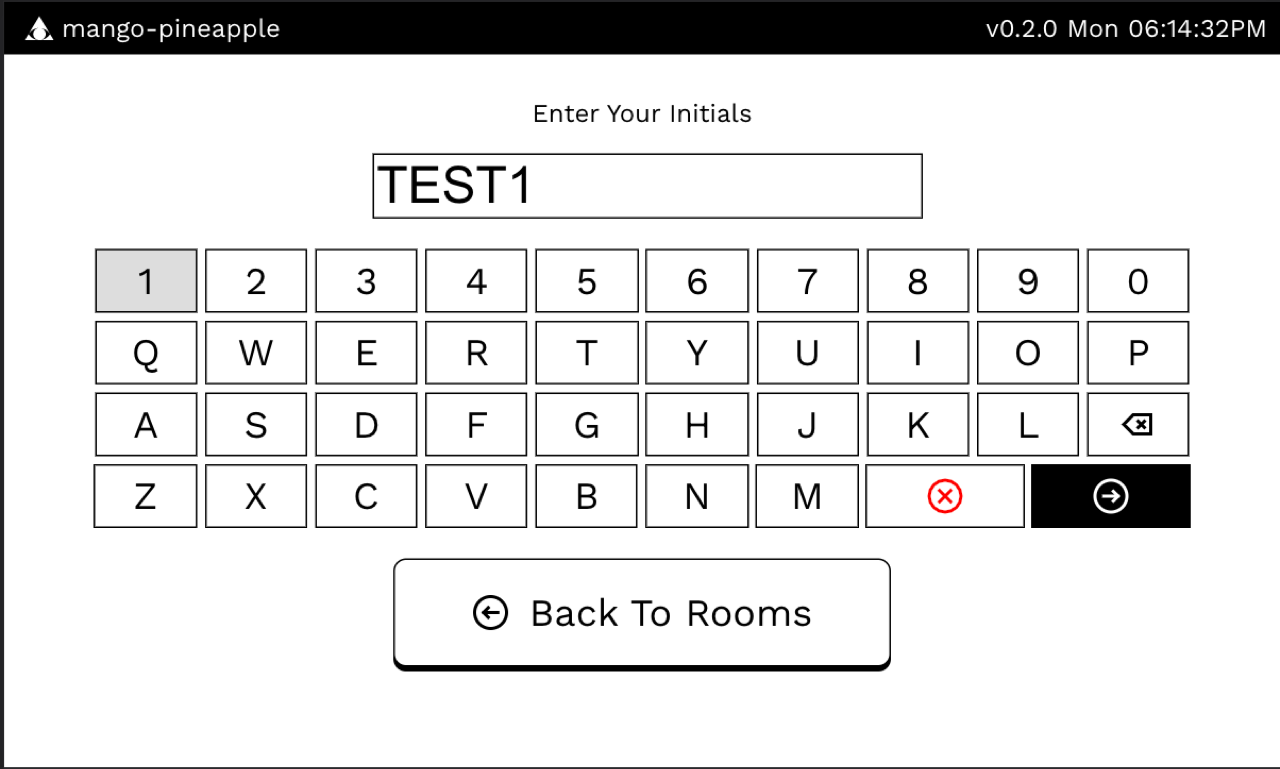 mango-pineapple v0.2.0 Mon 06:14:32PM
Enter Your Initials
TEST1
1 2 3 4 5 6 7 8 9 0
Q W E R T Y U I O P
A S D F G H J K L
Z X C V B N M
Back To Rooms